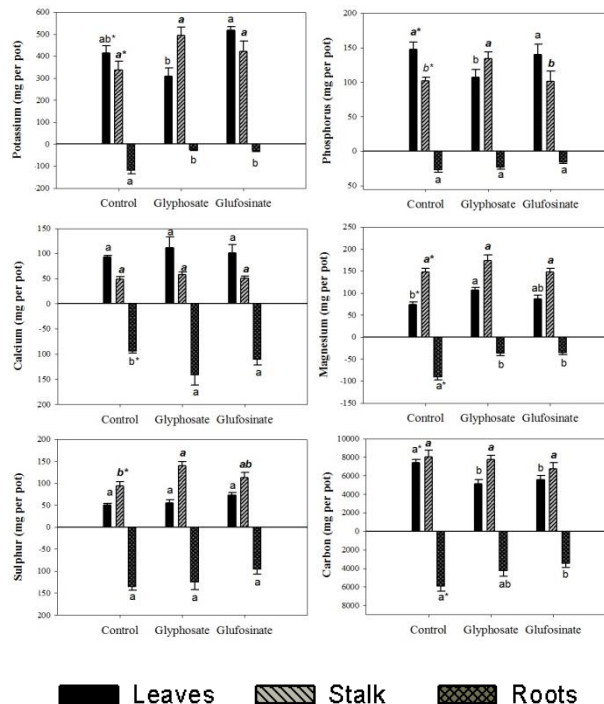 Potassium (mg per pot)
600
500
400
300
200
100
0
-100
-200
ab*
a*
a
b
a
b
a
a
b
Control Glyphosate Glufosinate
Phosphorus (mg per pot)
200
150
100
50
0
50
a*
b*
a
b
a
a
a
b
a
Control Glyphosate Glufosinate
Calcium (mg per pot)
150
100
50
0
-50
100
150
200
a
a
b*
a
a
a
a
a
a
Control Glyphosate Glufosinate
Magnesium (mg per pot)
250
200
150
100
50
0
-50
-100
-150
b*
a*
a*
a
a
b
ab
a
b
Control Glyphosate Glufosinate
Sulphur (mg per pot)
200
150
100
50
0
-50
100
150
200
a
b*
a
a
a
a
a
ab
a
Control Glyphosate Glufosinate
Carbon (mg per pot)
10000
8000
6000
4000
2000
0
2000
4000
6000
8000
a*
a
a*
b
a
ab
b
a
b
Control Glyphosate Glufosinate
Leaves Stalk Roots